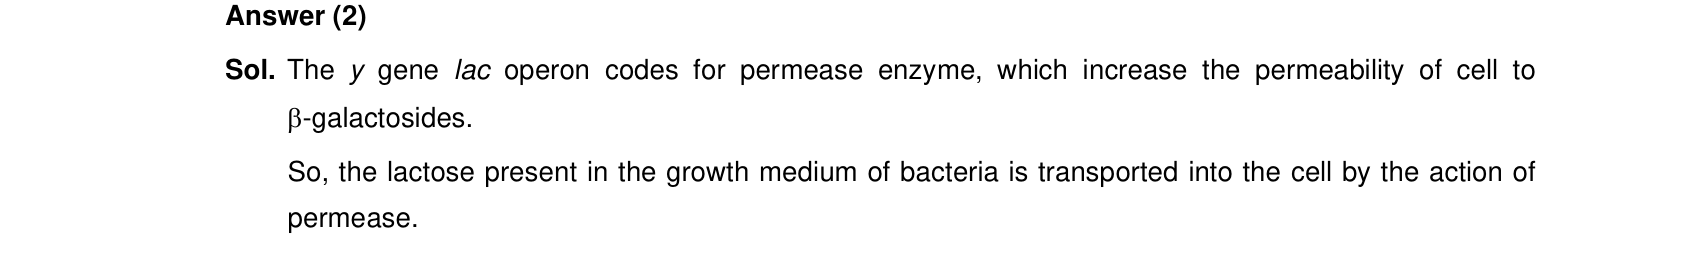 Answer (2)
Sol. The y gene lac operon codes for permease enzyme, which increase the permeability of cell to
β-galactosides.
So, the lactose present in the growth medium of bacteria is transported into the cell by the action of
permease.